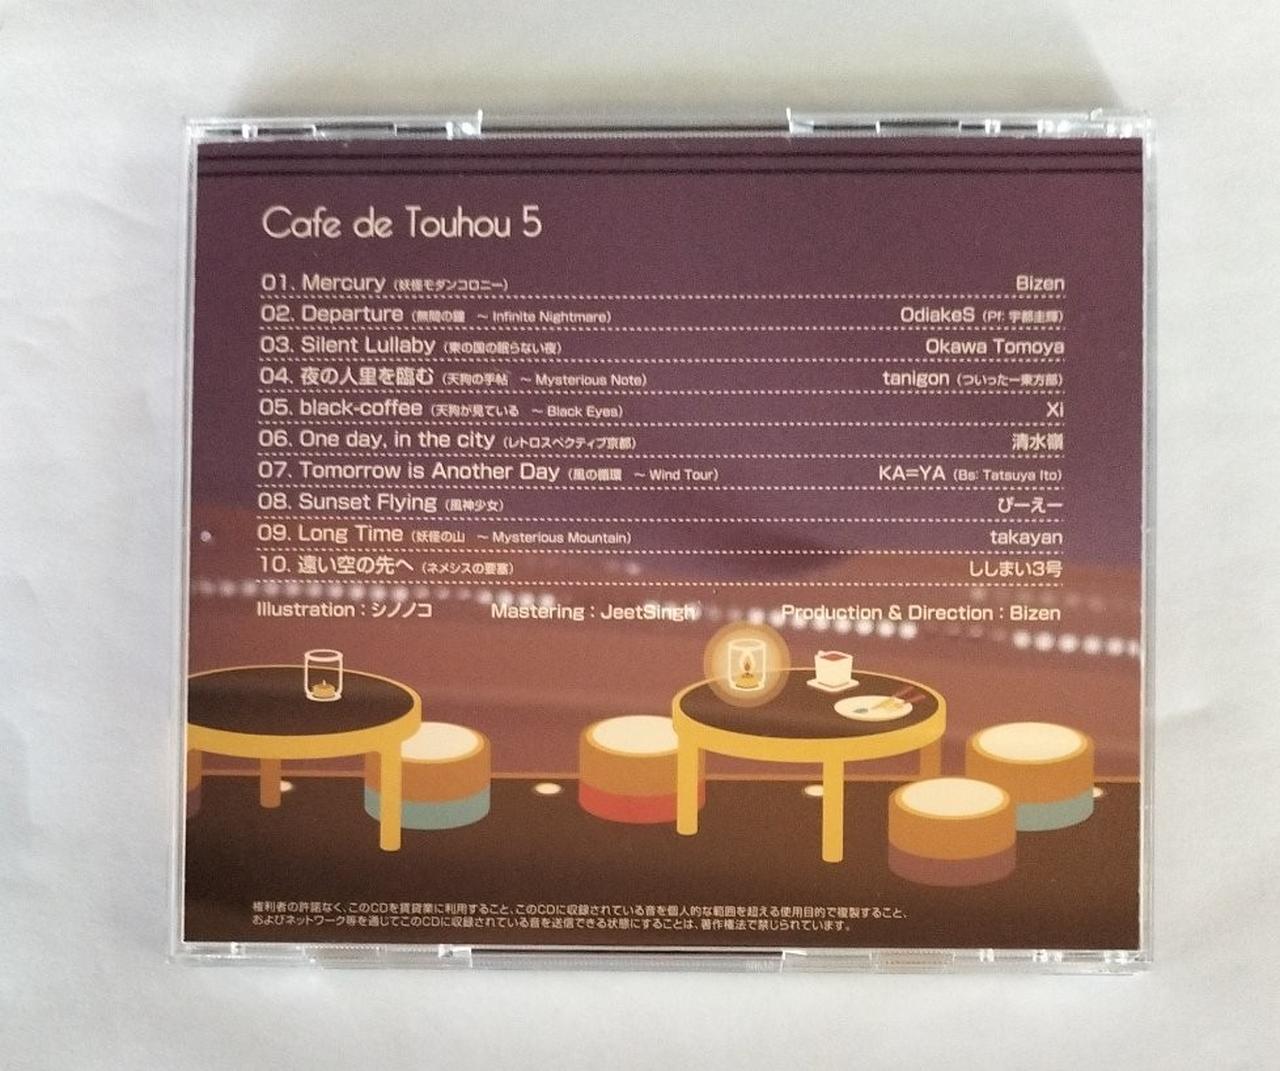 Cafe de Touhou 5
01. Mercury (妖怪モダンコロニー) Bizen
02. Departure (無間の鐘 ～ Infinite Nightmare) OdiakeS (Pf: 宇都圭輝)
03. Silent Lullaby (東の国の眠らない夜) Okawa Tomoya
04. 夜の人里を臨む (天狗の手帖 ～ Mysterious Note) tanigon (ついったー東方部)
05. black-coffee (天狗が見ている ～ Black Eyes) Xi
06. One day, in the city (レトロスペクティブ京都) 清水嶺
07. Tomorrow is Another Day (風の循環 ～ Wind Tour) KA=YA (Bs: Tatsuya Ito)
08. Sunset Flying (風神少女) びーえー
09. Long Time (妖怪の山 ～ Mysterious Mountain) takayan
10. 遠い空の先へ (ネメシスの要塞) ししまい3号
Illustration : シノノコ Mastering : JeetSingh Production & Direction : Bizen
権利者の許諾なく、このCDを賃貸業に利用すること、このCDに収録されている音を個人的な範囲を超える使用目的で複製すること、
およびネットワーク等を通じてこのCDに収録されている音を送信できる状態にすることは、著作権法で禁じられています。